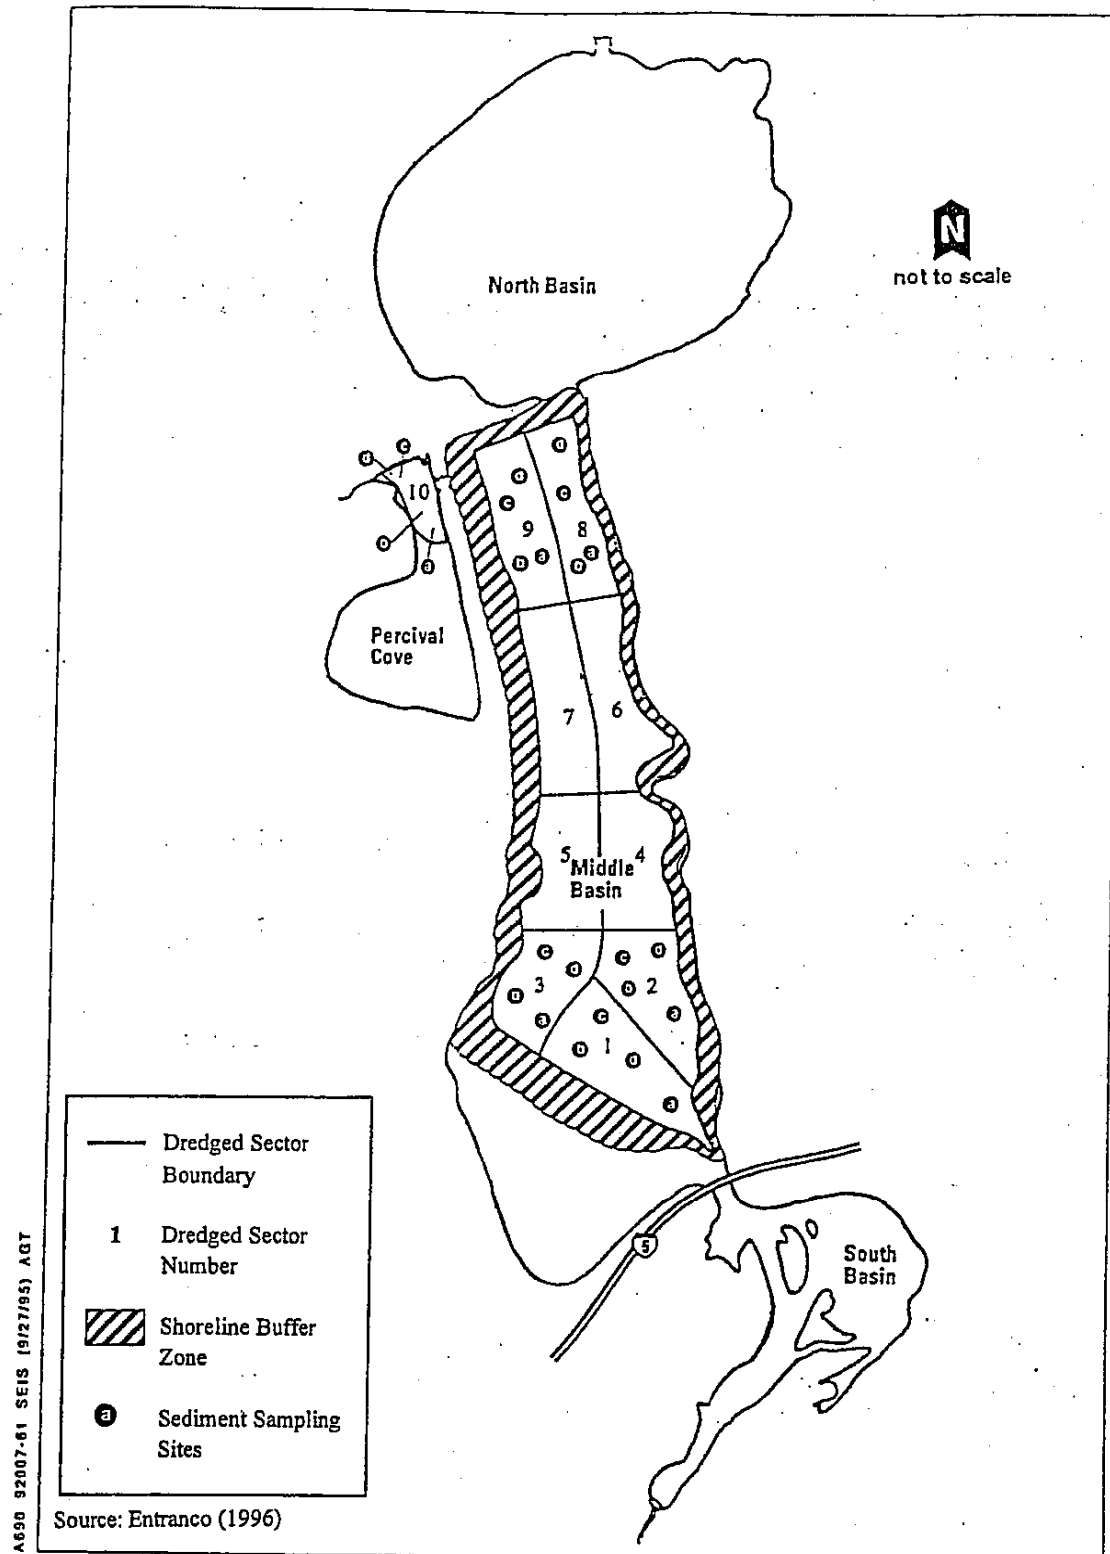 N
not to scale
North Basin
10
9
8
Percival
Cove
7
6
5
4
Middle
Basin
3
2
1
5
South
Basin
Dredged Sector
Boundary
1
Dredged Sector
Number
Shoreline Buffer
Zone
a
Sediment Sampling
Sites
Source: Entranco (1996)
A690 92007-61 SEIS (9/27/95) AGT